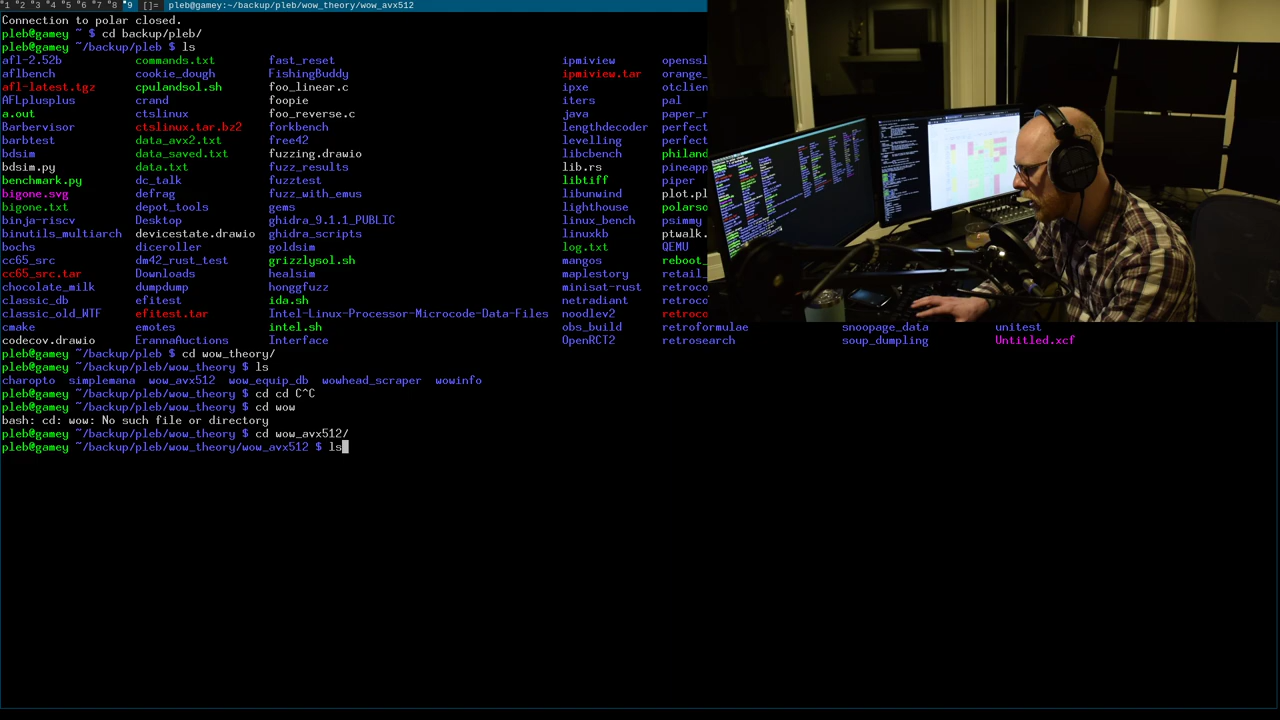 1 2 3 4 5 6 7 8 9 []= pleb@gamey:~/backup/pleb/wow_theory/wow_avx512
Connection to polar closed.
pleb@gamey ~ $ cd backup/pleb/
pleb@gamey ~/backup/pleb $ ls
afl-2.52b commands.txt fast_reset ipmiview openssl
aflbench cookie_dough FishingBuddy ipmiview.tar orange_
afl-latest.tgz cpulandsol.sh foo_linear.c ipxe otclien
AFLplusplus crand foopie iters pal
a.out ctslinux foo_reverse.c java paper_r
Barbervisor ctslinux.tar.bz2 forkbench lengthdecoder perfect
barbtest data_avx2.txt free42 levelling perfect
bdsim data_saved.txt fuzzing.drawio libcbench philand
bdsim.py data.txt fuzz_results lib.rs pineapp
benchmark.py dc_talk fuzztest libtiff piper
bigone.svg defrag fuzz_with_emus libunwind plot.pl
bigone.txt depot_tools gems lighthouse polarso
binja-riscv Desktop ghidra_9.1.1_PUBLIC linux_bench psimmy
binutils_multiarch devicestate.drawio ghidra_scripts linuxkb ptwalk.
bochs diceroller goldsim log.txt QEMU
cc65_src dm42_rust_test grizzlysol.sh mangos reboot_
cc65_src.tar Downloads healsim maplestory retail_
chocolate_milk dumpdump honggfuzz minisat-rust retroco
classic_db efitest ida.sh netradiant retroco
classic_old_WTF efitest.tar Intel-Linux-Processor-Microcode-Data-Files noodlev2 retroco
cmake emotes intel.sh obs_build retroformulae snoopage_data unitest
codecov.drawio ErannaAuctions Interface OpenRCT2 retrosearch soup_dumpling Untitled.xcf
pleb@gamey ~/backup/pleb $ cd wow_theory/
pleb@gamey ~/backup/pleb/wow_theory $ ls
charopto simplemana wow_avx512 wow_equip_db wowhead_scraper wowinfo
pleb@gamey ~/backup/pleb/wow_theory $ cd cd C^C
pleb@gamey ~/backup/pleb/wow_theory $ cd wow
bash: cd: wow: No such file or directory
pleb@gamey ~/backup/pleb/wow_theory $ cd wow_avx512/
pleb@gamey ~/backup/pleb/wow_theory/wow_avx512 $ ls